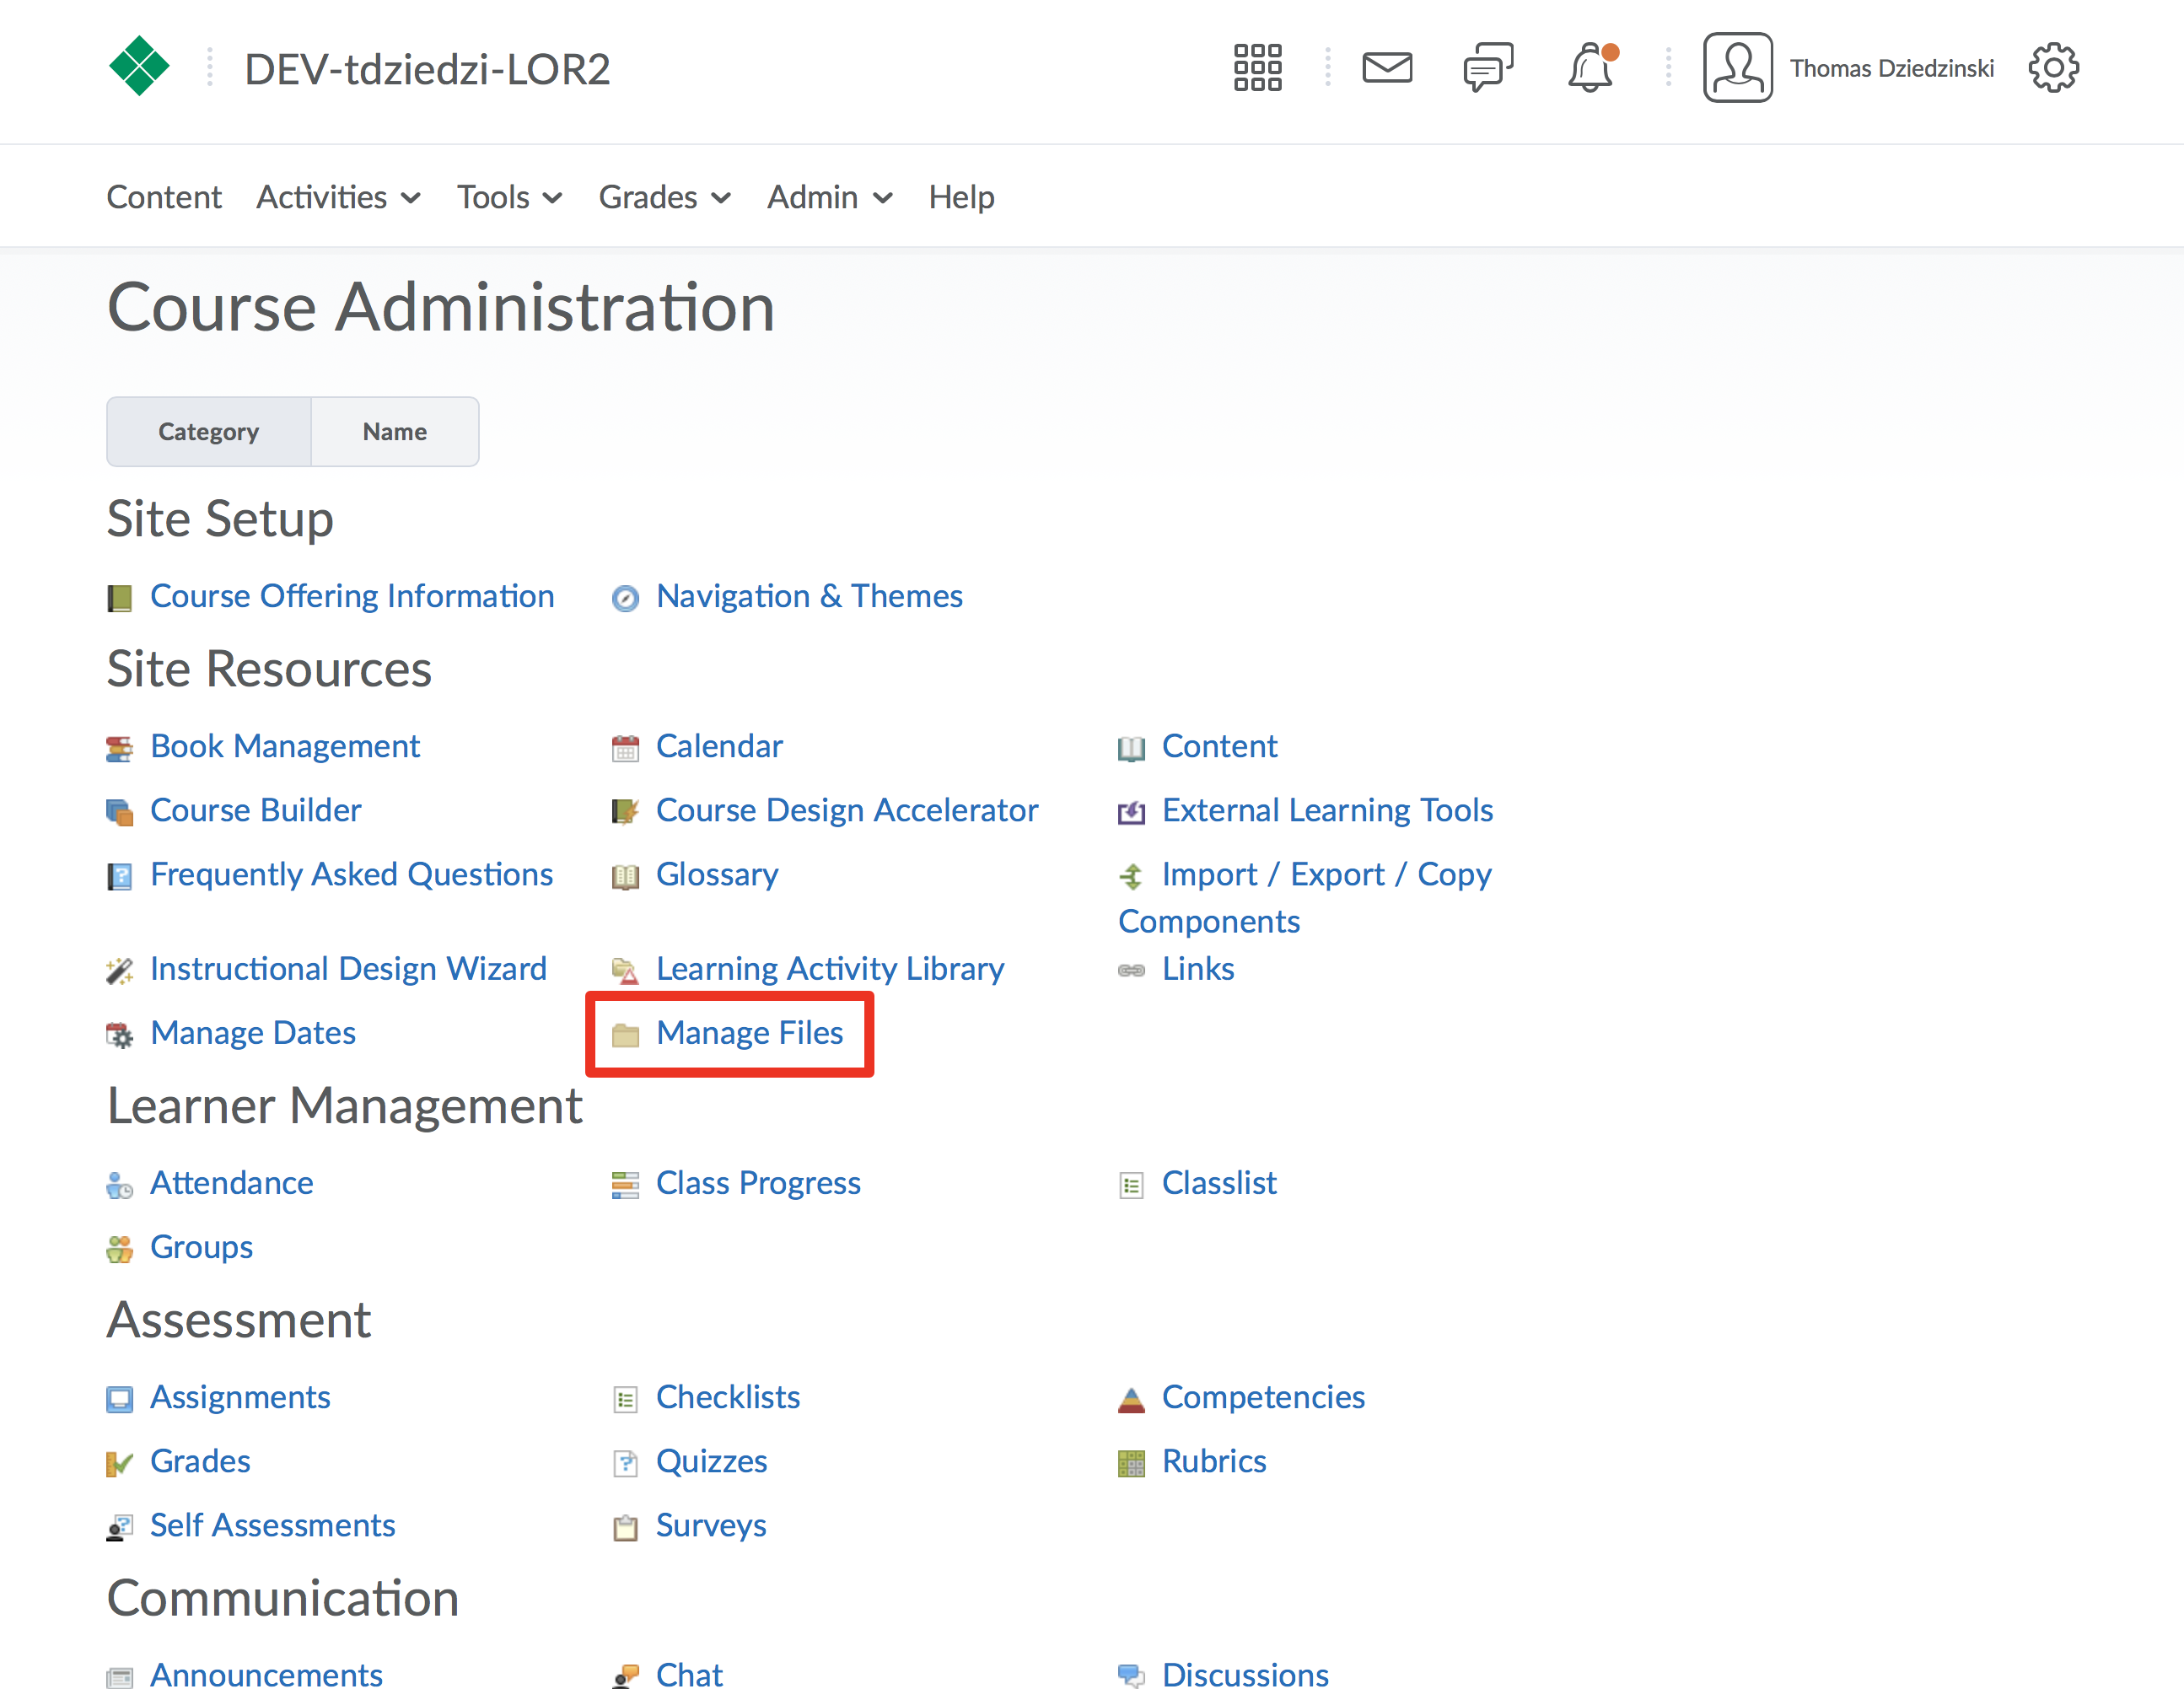 DEV-tdziedzi-LOR2
Thomas Dziedzinski
Content Activities Tools Grades Admin Help
Course Administration
Category Name
Site Setup
Course Offering Information Navigation & Themes
Site Resources
Book Management Calendar Content
Course Builder Course Design Accelerator External Learning Tools
Frequently Asked Questions Glossary Import / Export / Copy
Components
Instructional Design Wizard Learning Activity Library Links
Manage Dates Manage Files
Learner Management
Attendance Class Progress Classlist
Groups
Assessment
Assignments Checklists Competencies
Grades Quizzes Rubrics
Self Assessments Surveys
Communication
Announcements Chat Discussions